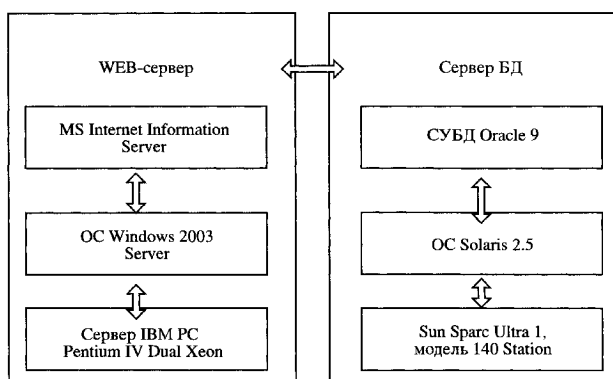 WEB-сервер
MS Internet Information
Server
ОС Windows 2003
Server
Сервер IBM PC
Pentium IV Dual Xeon
Сервер БД
СУБД Oracle 9
ОС Solaris 2.5
Sun Sparc Ultra 1,
модель 140 Station